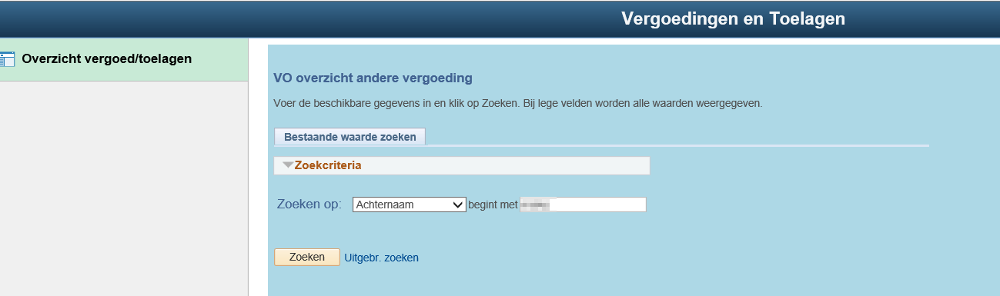 Vergoedingen en Toelagen
Overzicht vergoed/toelagen
VO overzicht andere vergoeding
Voer de beschikbare gegevens in en klik op Zoeken. Bij lege velden worden alle waarden weergegeven.
Bestaande waarde zoeken
Zoekcriteria
Zoeken op: Achternaam begint met
Zoeken Uitgebr. zoeken